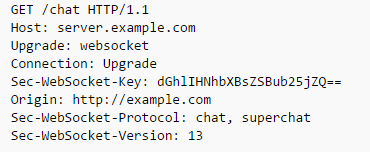 GET /chat HTTP/1.1
Host: server.example.com
Upgrade: websocket
Connection: Upgrade
Sec-WebSocket-Key: dGhlIHNhbXBsZSBub25jZQ==
Origin: http://example.com
Sec-WebSocket-Protocol: chat, superchat
Sec-WebSocket-Version: 13